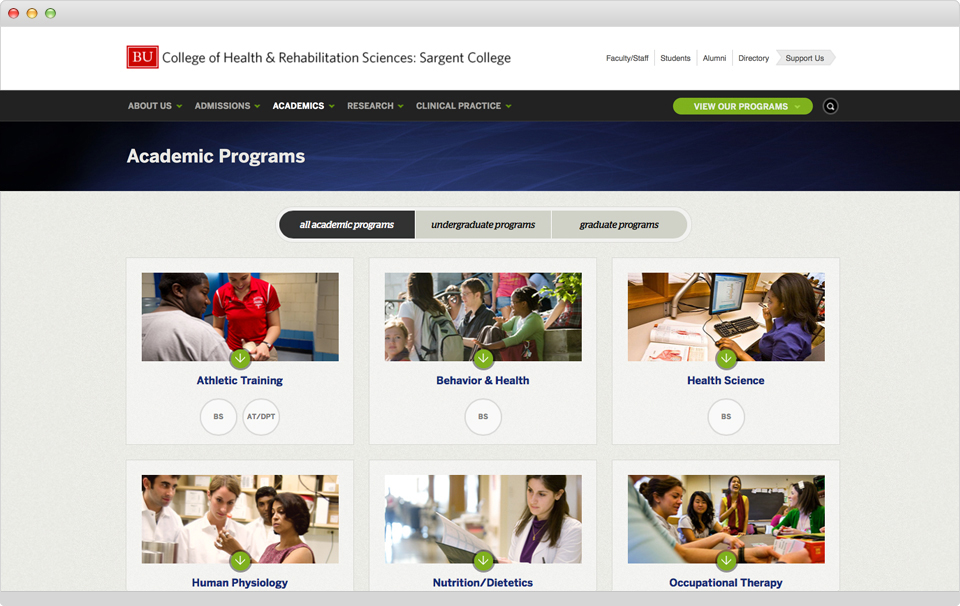 BU College of Health & Rehabilitation Sciences: Sargent College
Faculty/Staff Students Alumni Directory Support Us
ABOUT US ADMISSIONS ACADEMICS RESEARCH CLINICAL PRACTICE VIEW OUR PROGRAMS
Academic Programs
all academic programs undergraduate programs graduate programs
Athletic Training Behavior & Health Health Science
BS AT/DPT BS BS
Human Physiology Nutrition/Dietetics Occupational Therapy